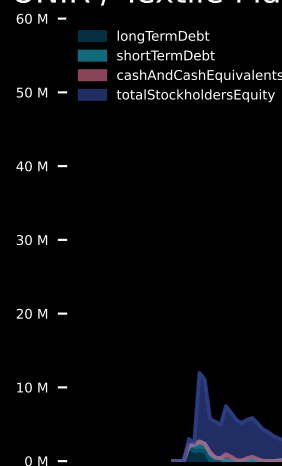 60 M
longTermDebt
shortTermDebt
cashAndCashEquivalents
totalStockholdersEquity
50 M
40 M
30 M
20 M
10 M
0 M